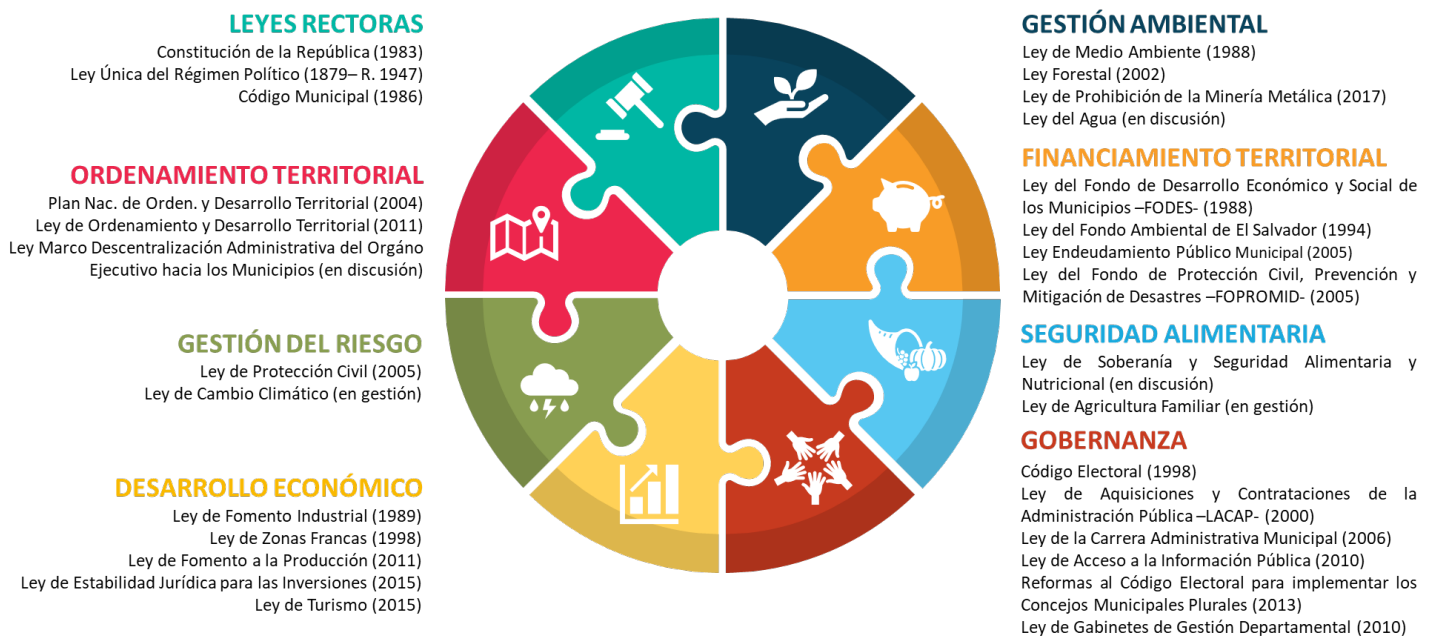 LEYES RECTORAS
Constitución de la República (1983)
Ley Única del Régimen Político (1879– R. 1947)
Código Municipal (1986)
ORDENAMIENTO TERRITORIAL
Plan Nac. de Orden. y Desarrollo Territorial (2004)
Ley de Ordenamiento y Desarrollo Territorial (2011)
Ley Marco Descentralización Administrativa del Orgáno
Ejecutivo hacia los Municipios (en discusión)
GESTIÓN DEL RIESGO
Ley de Protección Civil (2005)
Ley de Cambio Climático (en gestión)
DESARROLLO ECONÓMICO
Ley de Fomento Industrial (1989)
Ley de Zonas Francas (1998)
Ley de Fomento a la Producción (2011)
Ley de Estabilidad Jurídica para las Inversiones (2015)
Ley de Turismo (2015)
GESTIÓN AMBIENTAL
Ley de Medio Ambiente (1988)
Ley Forestal (2002)
Ley de Prohibición de la Minería Metálica (2017)
Ley del Agua (en discusión)
FINANCIAMIENTO TERRITORIAL
Ley del Fondo de Desarrollo Económico y Social de
los Municipios –FODES- (1988)
Ley del Fondo Ambiental de El Salvador (1994)
Ley Endeudamiento Público Municipal (2005)
Ley del Fondo de Protección Civil, Prevención y
Mitigación de Desastres –FOPROMID- (2005)
SEGURIDAD ALIMENTARIA
Ley de Soberanía y Seguridad Alimentaria y
Nutricional (en discusión)
Ley de Agricultura Familiar (en gestión)
GOBERNANZA
Código Electoral (1998)
Ley de Aquisiciones y Contrataciones de la
Administración Pública –LACAP- (2000)
Ley de la Carrera Administrativa Municipal (2006)
Ley de Acceso a la Información Pública (2010)
Reformas al Código Electoral para implementar los
Concejos Municipales Plurales (2013)
Ley de Gabinetes de Gestión Departamental (2010)